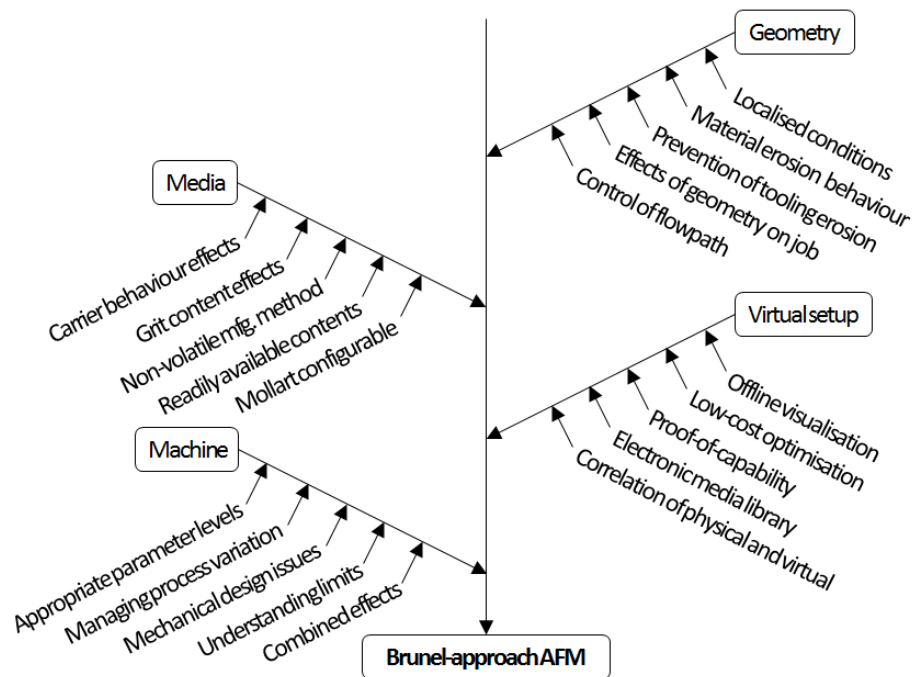 Geometry
Localised conditions
Material erosion behaviour
Prevention of tooling erosion
Effects of geometry on job
Control of flowpath
Media
Carrier behaviour effects
Grit content effects
Non-volatile mfg. method
Readily available contents
Mollart configurable
Virtual setup
Offline visualisation
Low-cost optimisation
Proof-of-capability
Electronic media library
Correlation of physical and virtual
Machine
Appropriate parameter levels
Managing process variation
Mechanical design issues
Understanding limits
Combined effects
Brunel-approach AFM